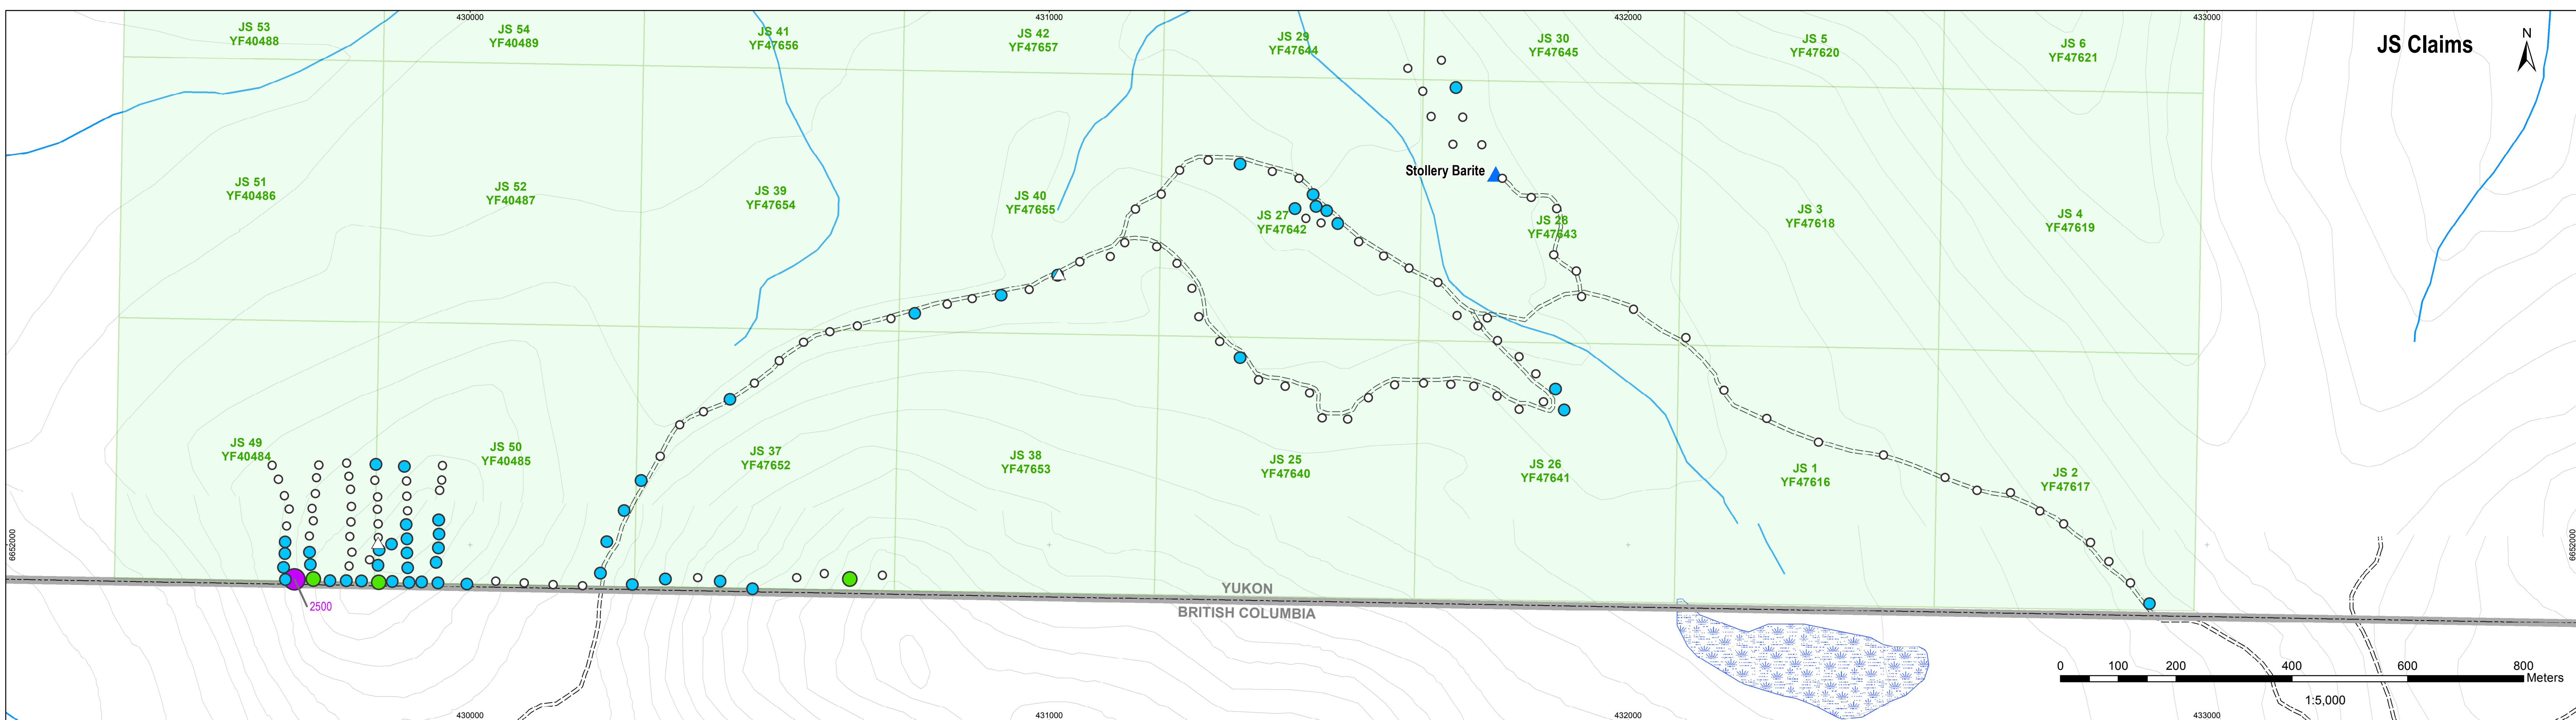 430000
431000
432000
433000
JS Claims
N
JS 53
YF40488
JS 54
YF40489
JS 41
YF47656
JS 42
YF47657
JS 29
YF47644
JS 30
YF47645
JS 5
YF47620
JS 6
YF47621
Stollery Barite
JS 51
YF40486
JS 52
YF40487
JS 39
YF47654
JS 40
YF47655
JS 27
YF47642
JS 28
YF47643
JS 3
YF47618
JS 4
YF47619
JS 49
YF40484
JS 50
YF40485
JS 37
YF47652
JS 38
YF47653
JS 25
YF47640
JS 26
YF47641
JS 1
YF47616
JS 2
YF47617
6652000
6652000
2500
YUKON
BRITISH COLUMBIA
0 100 200 400 600 800
Meters
1:5,000
430000
431000
432000
433000